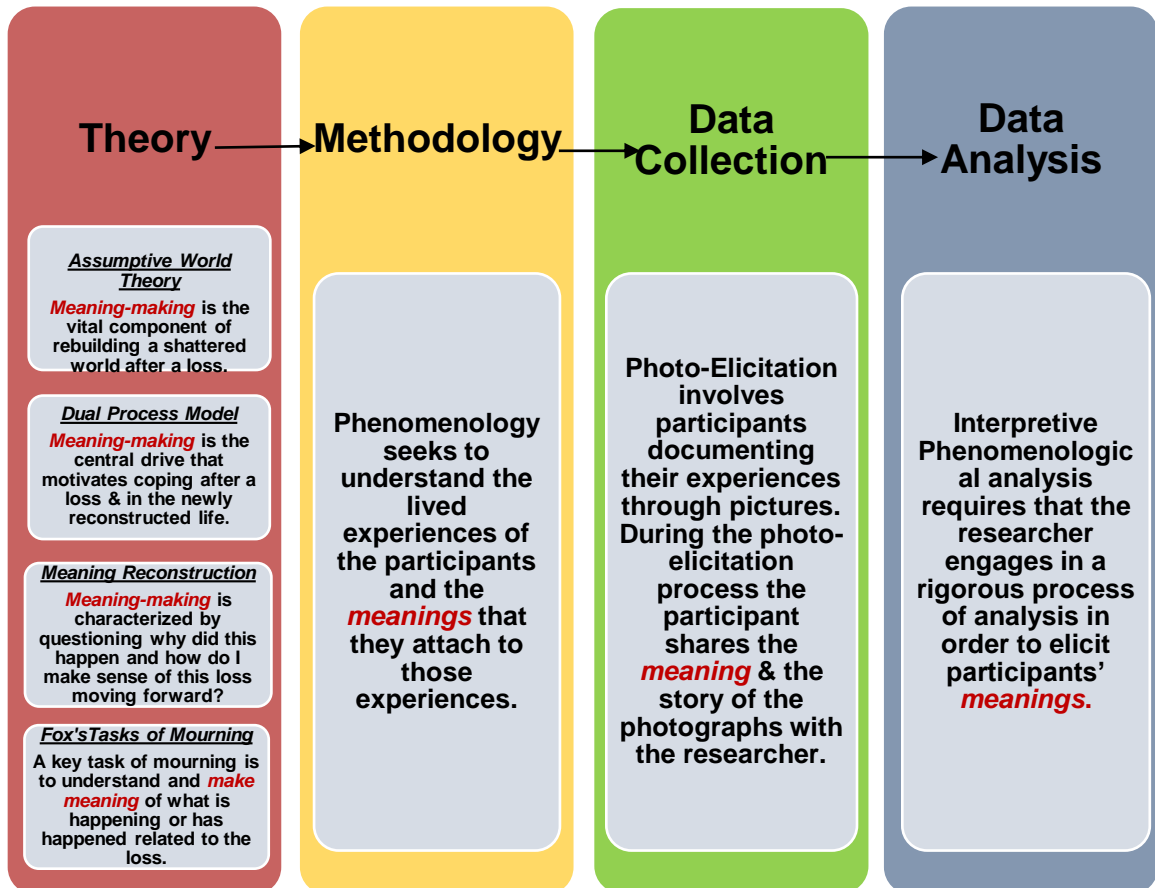 Theory
Assumptive World
Theory
Meaning-making is the
vital component of
rebuilding a shattered
world after a loss.
Dual Process Model
Meaning-making is the
central drive that
motivates coping after a
loss & in the newly
reconstructed life.
Meaning Reconstruction
Meaning-making is
characterized by
questioning why did this
happen and how do I
make sense of this loss
moving forward?
Fox'sTasks of Mourning
A key task of mourning is
to understand and make
meaning of what is
happening or has
happened related to the
loss.
Methodology
Phenomenology
seeks to
understand the
lived
experiences of
the participants
and the
meanings that
they attach to
those
experiences.
Data
Collection
Photo-Elicitation
involves
participants
documenting
their experiences
through pictures.
During the photo-
elicitation
process the
participant
shares the
meaning & the
story of the
photographs with
the researcher.
Data
Analysis
Interpretive
Phenomenologic
al analysis
requires that the
researcher
engages in a
rigorous process
of analysis in
order to elicit
participants’
meanings.